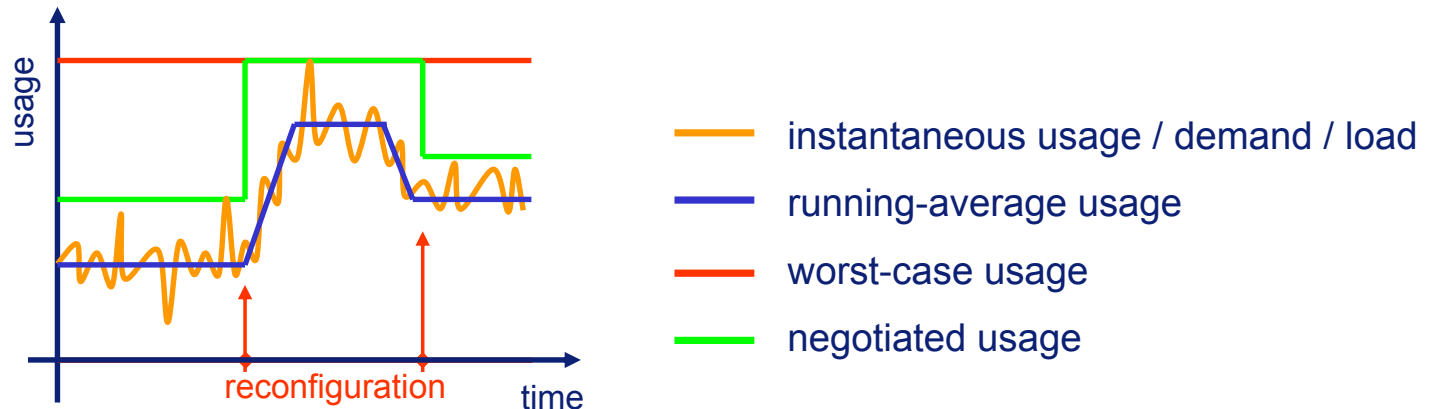 usage
reconfiguration
time
instantaneous usage / demand / load
running-average usage
worst-case usage
negotiated usage